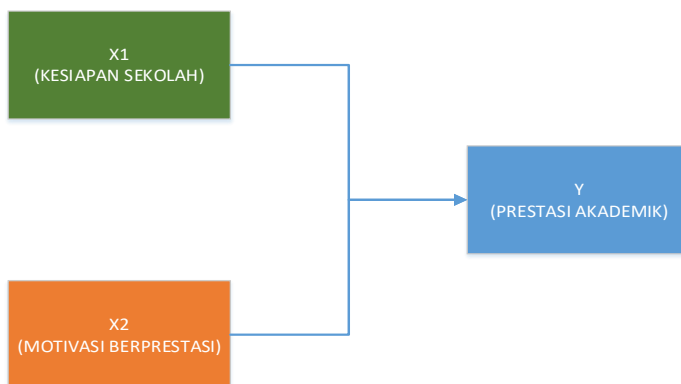 X1
(KESIAPAN SEKOLAH)
Y
(PRESTASI AKADEMIK)
X2
(MOTIVASI BERPRESTASI)